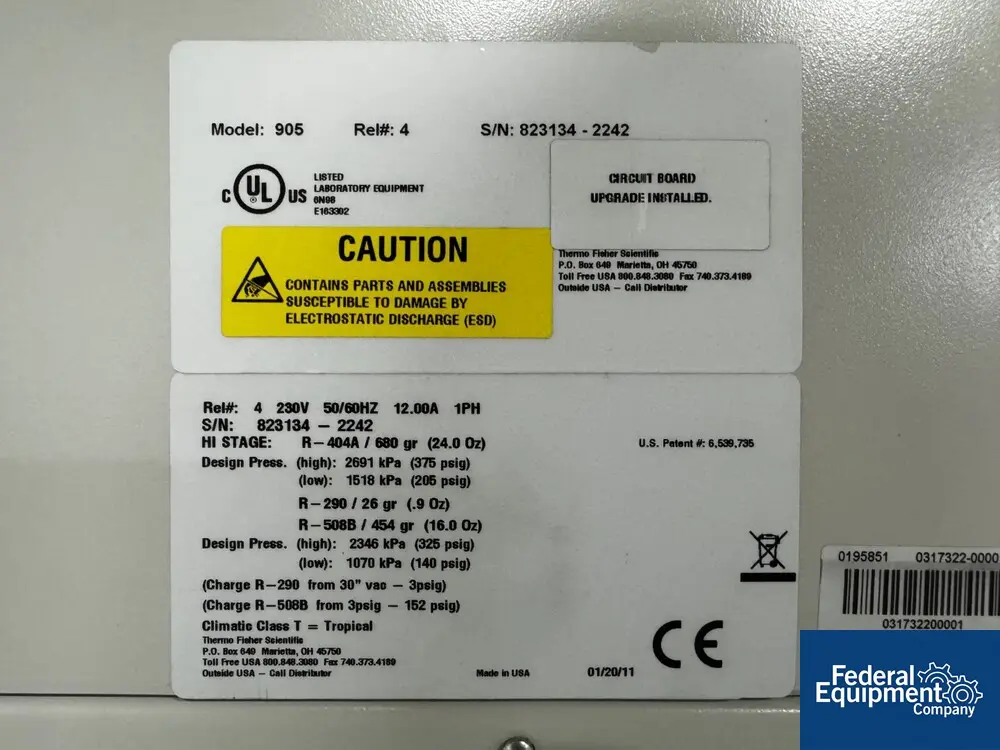 Model: 905 Rel#: 4 S/N: 823134 - 2242
CIRCUIT BOARD
UPGRADE INSTALLED.
C UL US
LISTED
LABORATORY EQUIPMENT
6N98
E163302
CAUTION
CONTAINS PARTS AND ASSEMBLIES
SUSCEPTIBLE TO DAMAGE BY
ELECTROSTATIC DISCHARGE (ESD)
Thermo Fisher Scientific
P.O. Box 649 Marietta, OH 45750
Toll Free USA 800.848.3080 Fax 740.373.4189
Outside USA – Call Distributor
Rel#: 4 230V 50/60HZ 12.00A 1PH
S/N: 823134 – 2242
HI STAGE: R–404A / 680 gr (24.0 Oz)
U.S. Patent #: 6,539,735
Design Press. (high): 2691 kPa (375 psig)
(low): 1518 kPa (205 psig)
R–290 / 26 gr (.9 Oz)
R–508B / 454 gr (16.0 Oz)
Design Press. (high): 2346 kPa (325 psig)
(low): 1070 kPa (140 psig)
(Charge R–290 from 30" vac – 3psig)
(Charge R–508B from 3psig – 152 psig)
Climatic Class T = Tropical
Thermo Fisher Scientific
P.O. Box 649 Marietta, OH 45750
Toll Free USA 800.848.3080 Fax 740.373.4189
Outside USA – Call Distributor
Made in USA
01/20/11
CE
0195851 0317322-0000
031732200001
Federal
Equipment
Company